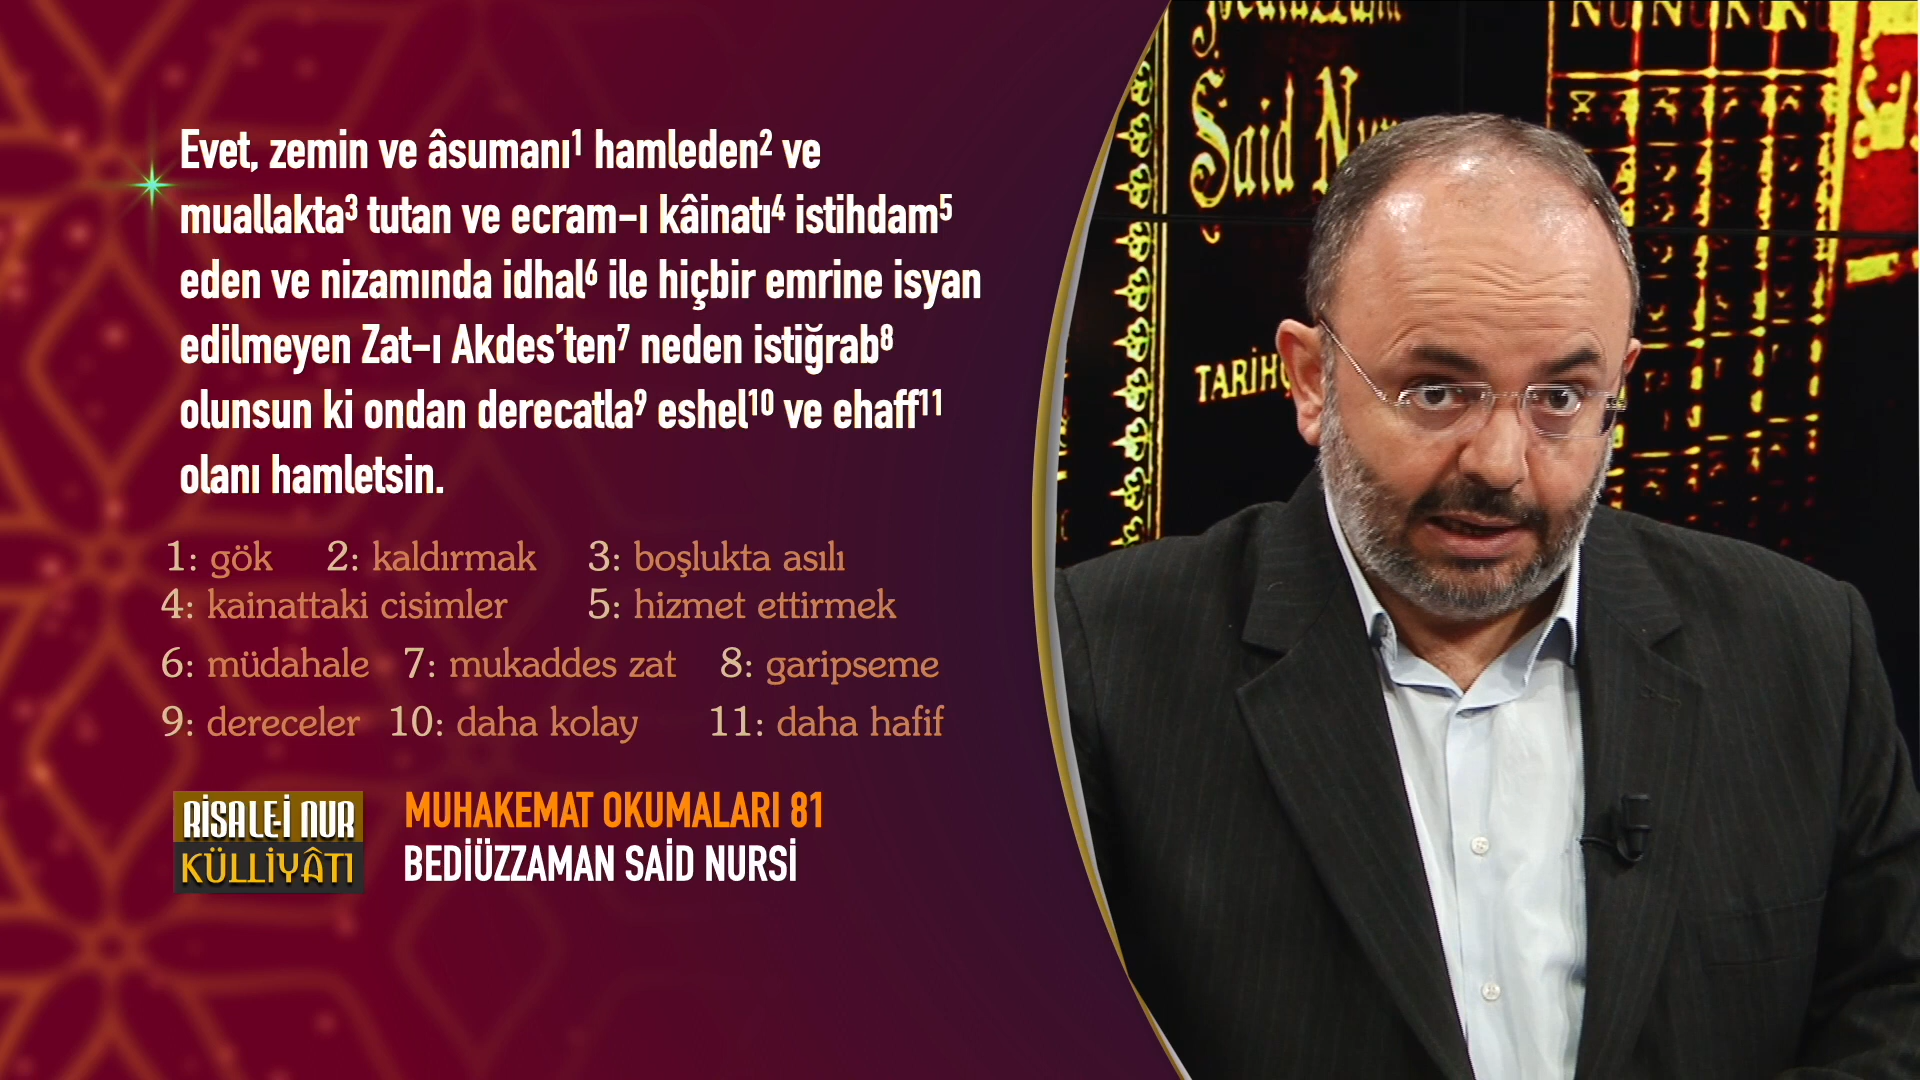 Evet, zemin ve âsumanı¹ hamleden² ve
muallakta³ tutan ve ecram-ı kâinatı⁴ istihdam⁵
eden ve nizamında idhal⁶ ile hiçbir emrine isyan
edilmeyen Zat-ı Akdes'ten⁷ neden istiğrab⁸
olunsun ki ondan derecatla⁹ eshel¹⁰ ve ehaff¹¹
olanı hamletsin.
1: gök 2: kaldırmak 3: boşlukta asılı
4: kainattaki cisimler 5: hizmet ettirmek
6: müdahale 7: mukaddes zat 8: garipseme
9: dereceler 10: daha kolay 11: daha hafif
RİSALE-İ NUR
KÜLLİYÂTI
MUHAKEMAT OKUMALARI 81
BEDİÜZZAMAN SAİD NURSİ
Said